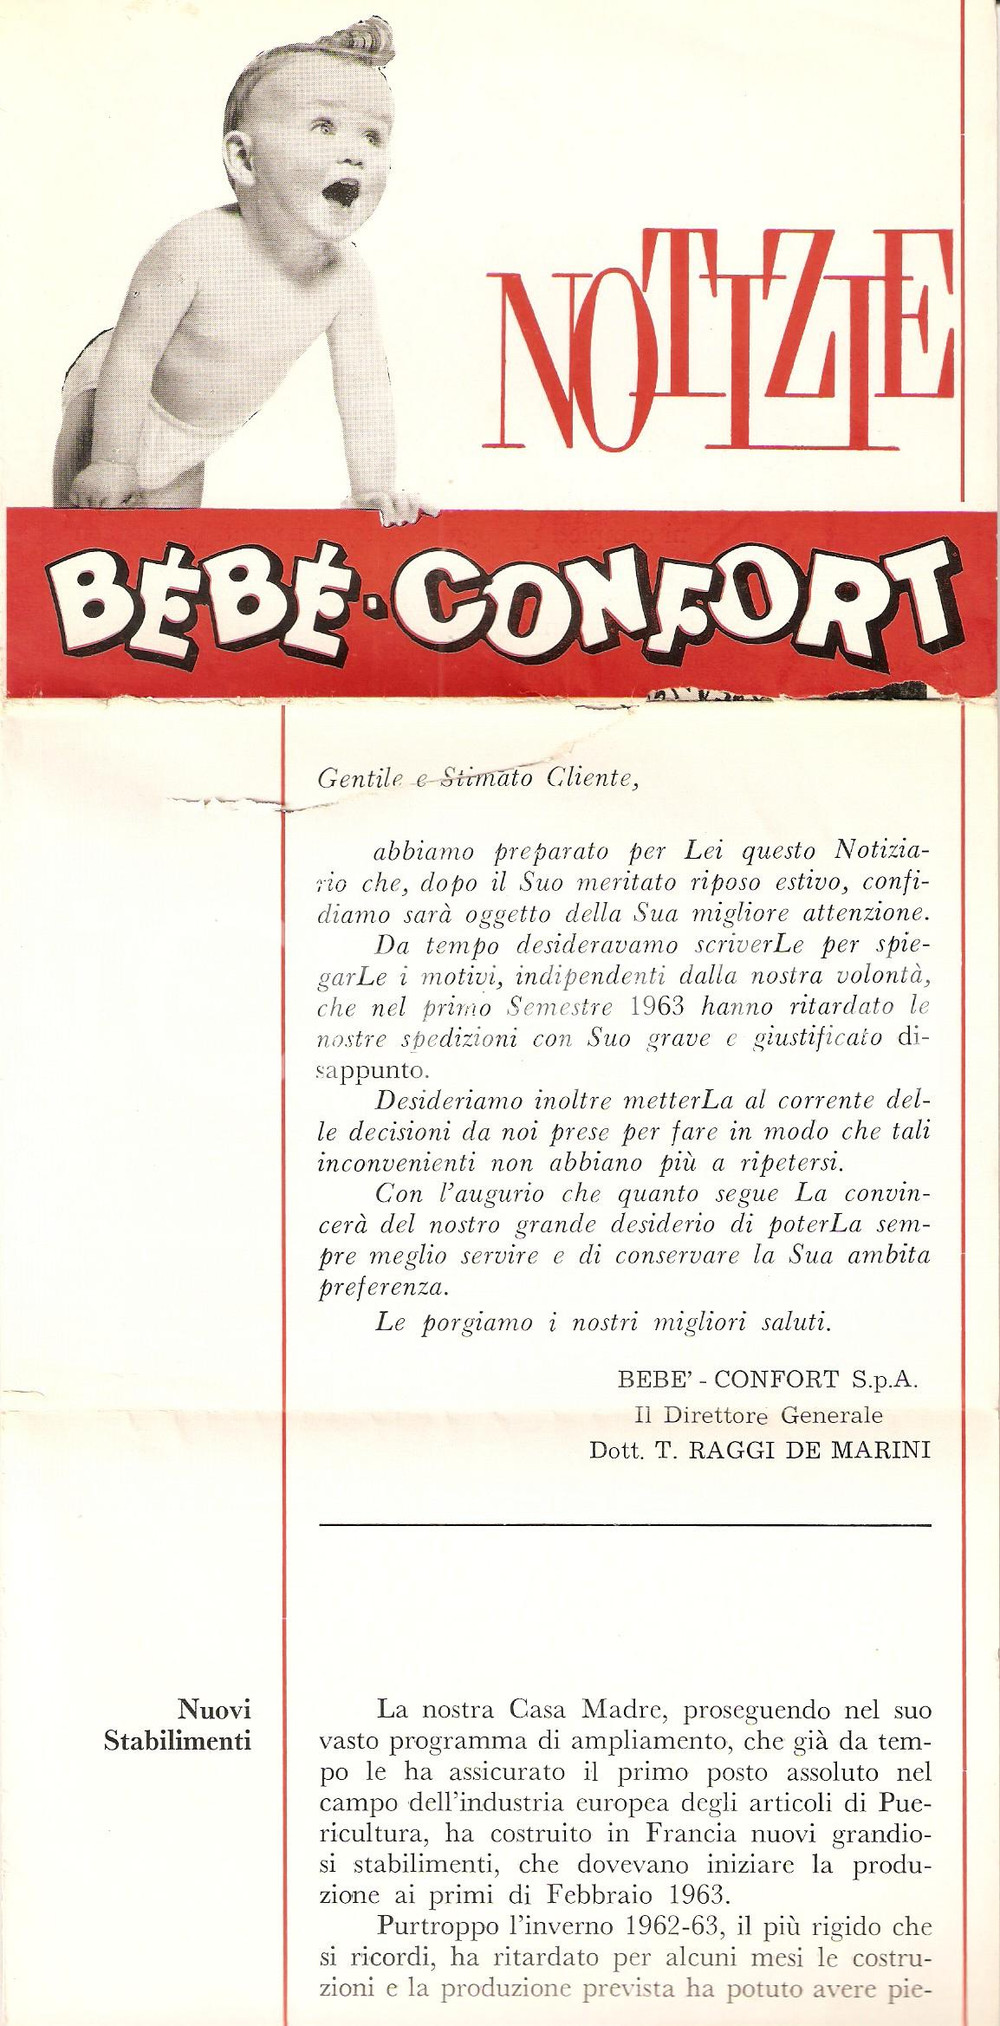 NOTIZIE
BÉBÉ-CONFORT
Gentile e Stimato Cliente,
abbiamo preparato per Lei questo Notizia-
rio che, dopo il Suo meritato riposo estivo, confi-
diamo sarà oggetto della Sua migliore attenzione.
Da tempo desideravamo scriverLe per spie-
garLe i motivi, indipendenti dalla nostra volontà,
che nel primo Semestre 1963 hanno ritardato le
nostre spedizioni con Suo grave e giustificato di-
sappunto.
Desideriamo inoltre metterLa al corrente del-
le decisioni da noi prese per fare in modo che tali
inconvenienti non abbiano più a ripetersi.
Con l'augurio che quanto segue La convin-
cerà del nostro grande desiderio di poterLa sem-
pre meglio servire e di conservare la Sua ambita
preferenza.
Le porgiamo i nostri migliori saluti.
BEBE' - CONFORT S.p.A.
Il Direttore Generale
Dott. T. RAGGI DE MARINI
Nuovi
Stabilimenti
La nostra Casa Madre, proseguendo nel suo
vasto programma di ampliamento, che già da tem-
po le ha assicurato il primo posto assoluto nel
campo dell'industria europea degli articoli di Pue-
ricultura, ha costruito in Francia nuovi grandio-
si stabilimenti, che dovevano iniziare la produ-
zione ai primi di Febbraio 1963.
Purtroppo l'inverno 1962-63, il più rigido che
si ricordi, ha ritardato per alcuni mesi le costru-
zioni e la produzione prevista ha potuto avere pie-